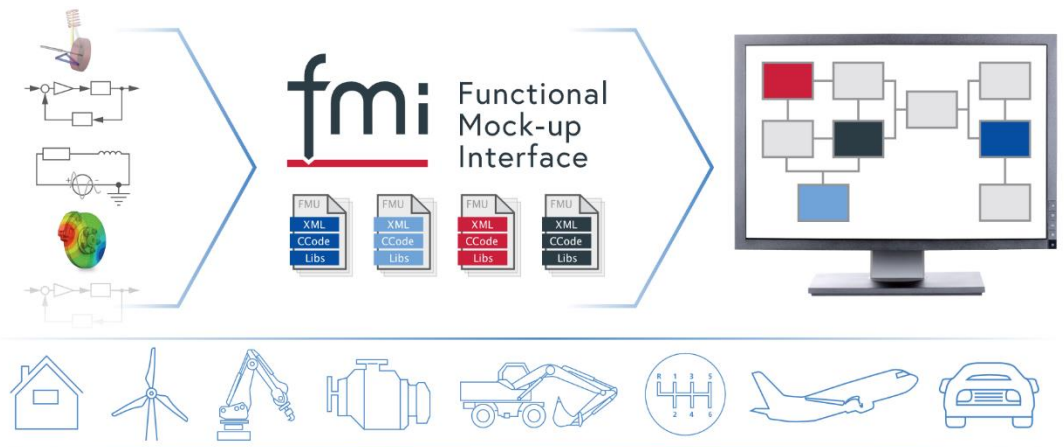 fmi
Functional
Mock-up
Interface
FMU
XML
CCode
Libs
FMU
XML
CCode
Libs
FMU
XML
CCode
Libs
FMU
XML
CCode
Libs
R 1 3 5
2 4 6